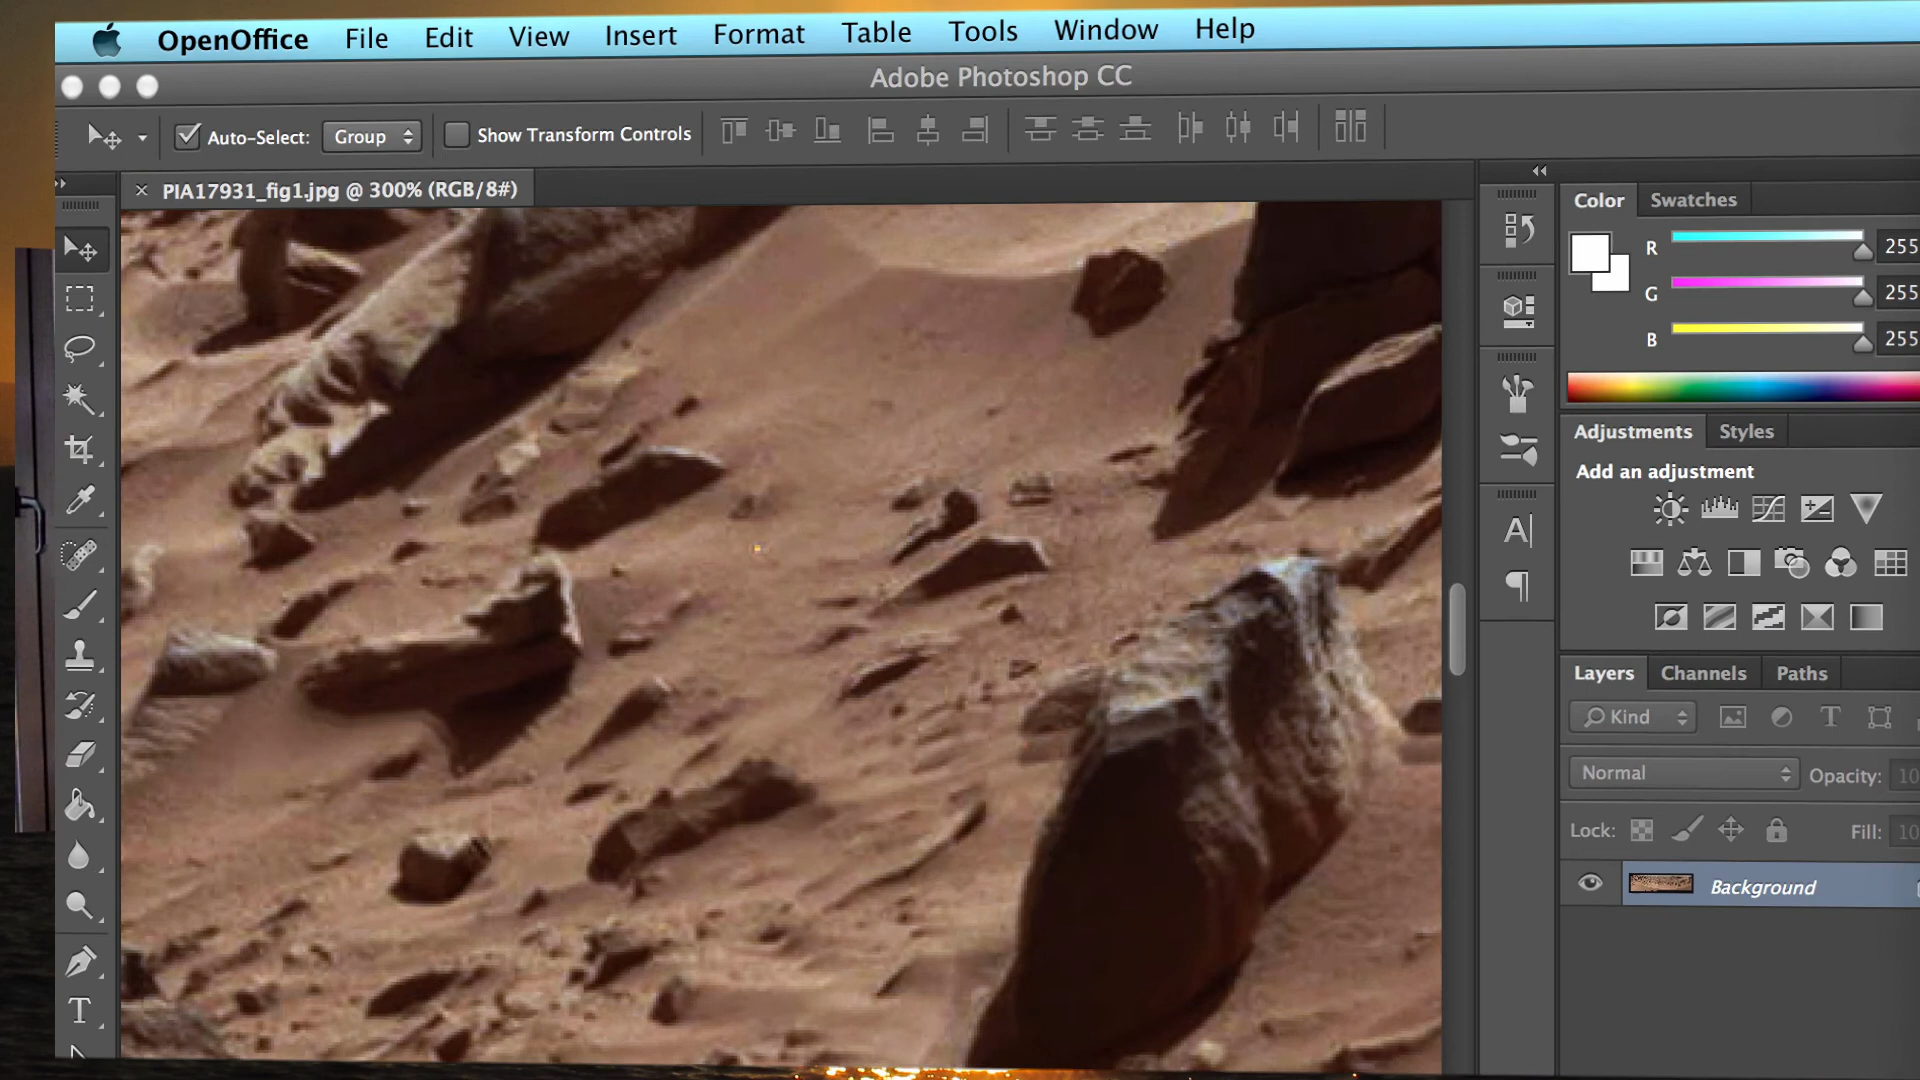 OpenOffice File Edit View Insert Format Table Tools Window Help
Adobe Photoshop CC
Auto-Select: Group Show Transform Controls
PIA17931_fig1.jpg @ 300% (RGB/8#)
Color Swatches
R 255
G 255
B 255
Adjustments Styles
Add an adjustment
A
Layers Channels Paths
Kind T
Normal Opacity: 10
Lock: Fill: 10
Background
T